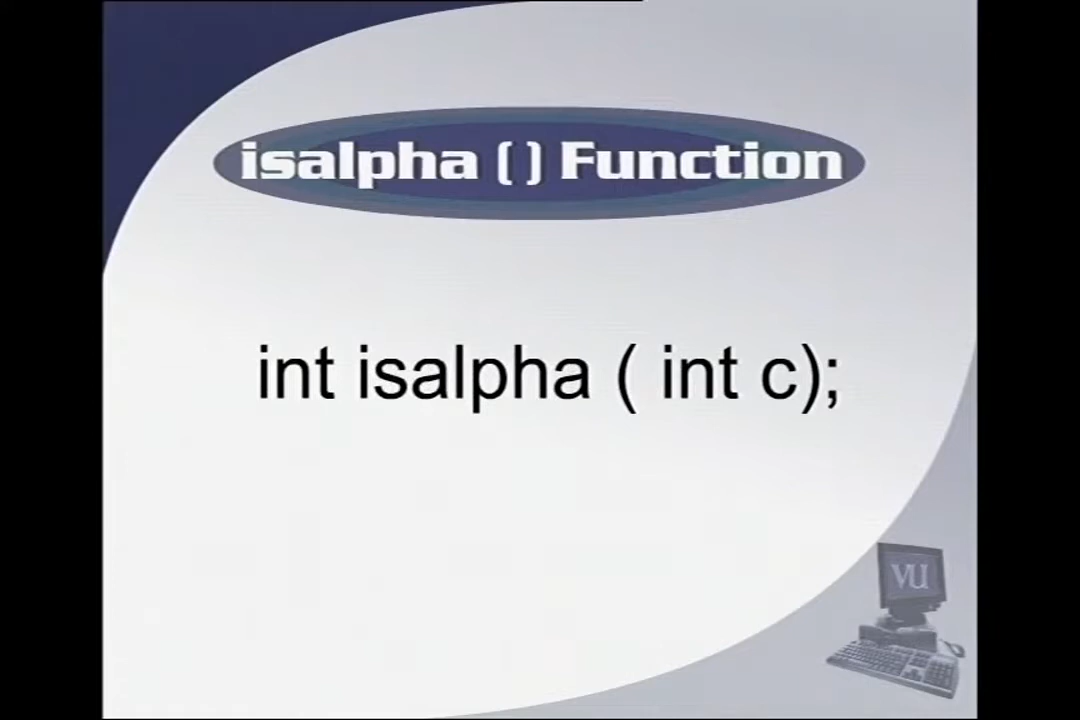 isalpha ( ) Function
int isalpha ( int c);
VU